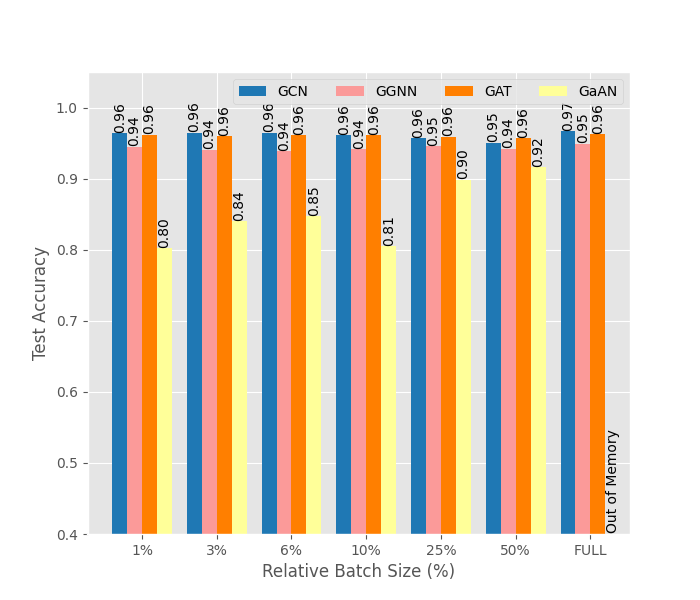 GCN GGNN GAT GaAN
Test Accuracy
1.0
0.9
0.8
0.7
0.6
0.5
0.4
0.96 0.94 0.96 0.80
0.96 0.94 0.96 0.84
0.96 0.94 0.96 0.85
0.96 0.94 0.96 0.81
0.96 0.95 0.96 0.90
0.95 0.94 0.96 0.92
0.97 0.95 0.96 Out of Memory
1% 3% 6% 10% 25% 50% FULL
Relative Batch Size (%)